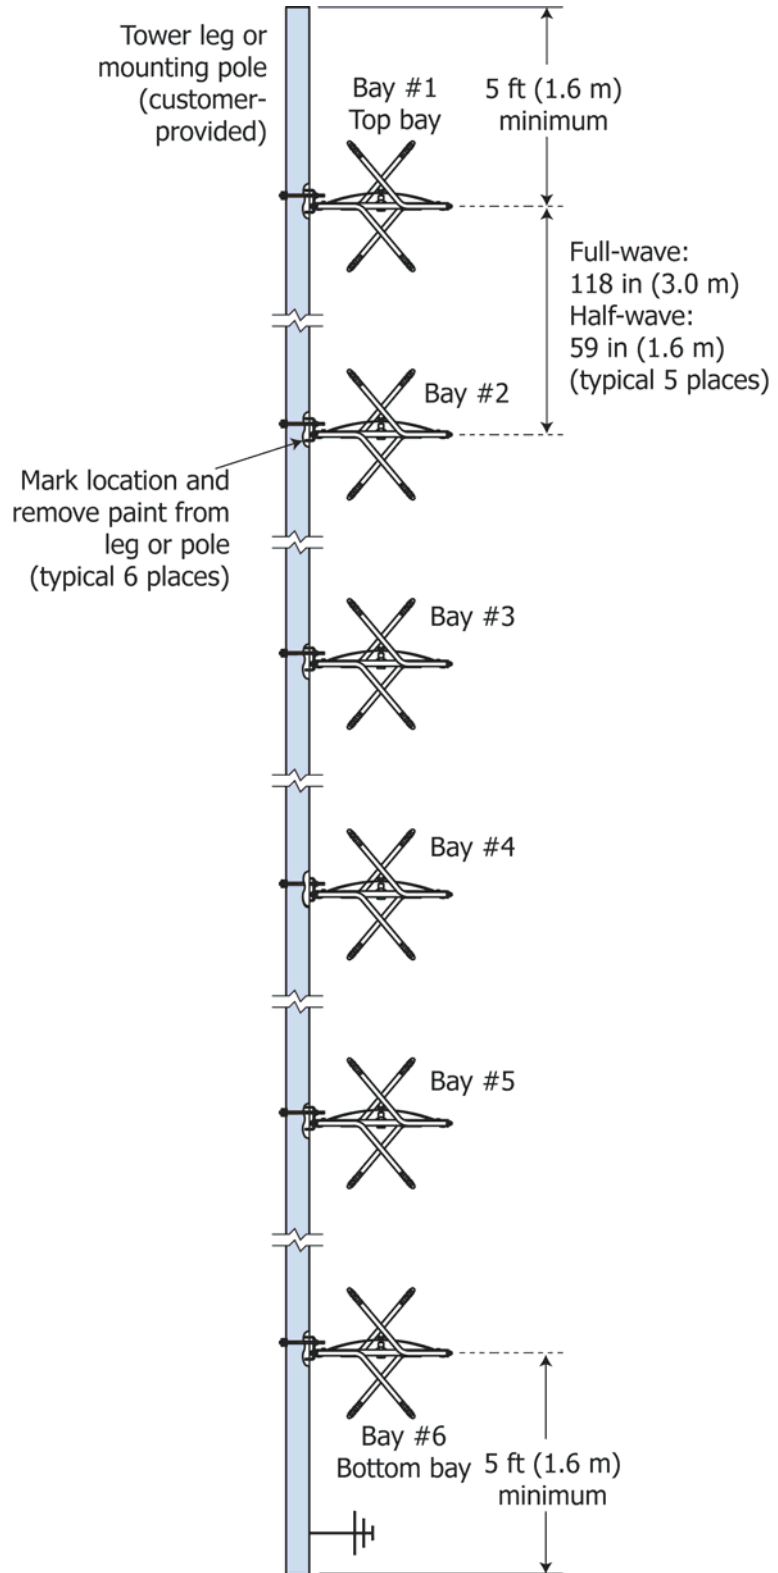 Tower leg or
mounting pole
(customer-
provided)
Bay #1
Top bay
5 ft (1.6 m)
minimum
Full-wave:
118 in (3.0 m)
Half-wave:
59 in (1.6 m)
(typical 5 places)
Bay #2
Mark location and
remove paint from
leg or pole
(typical 6 places)
Bay #3
Bay #4
Bay #5
Bay #6
Bottom bay
5 ft (1.6 m)
minimum